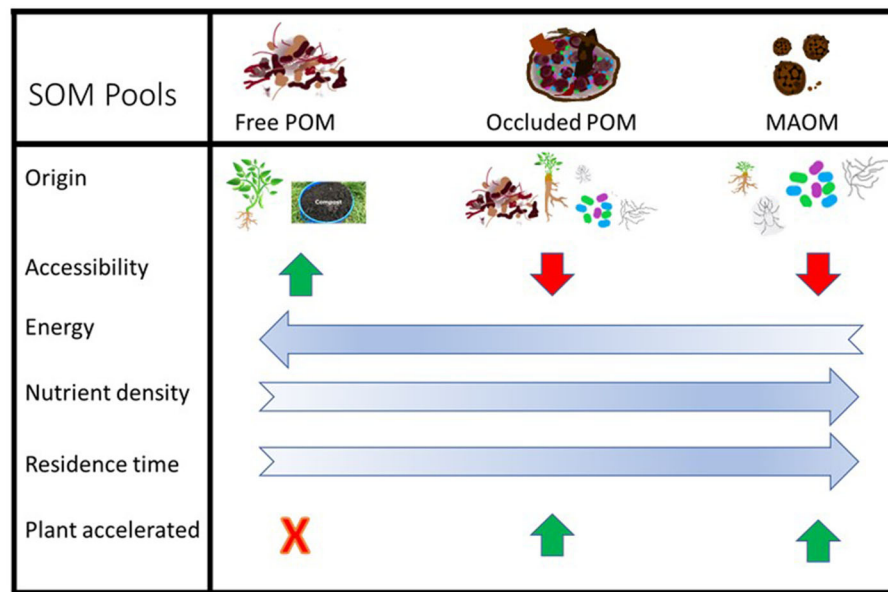 SOM Pools
Free POM
Occluded POM
MAOM
Origin
Compost
Accessibility
Energy
Nutrient density
Residence time
Plant accelerated
X